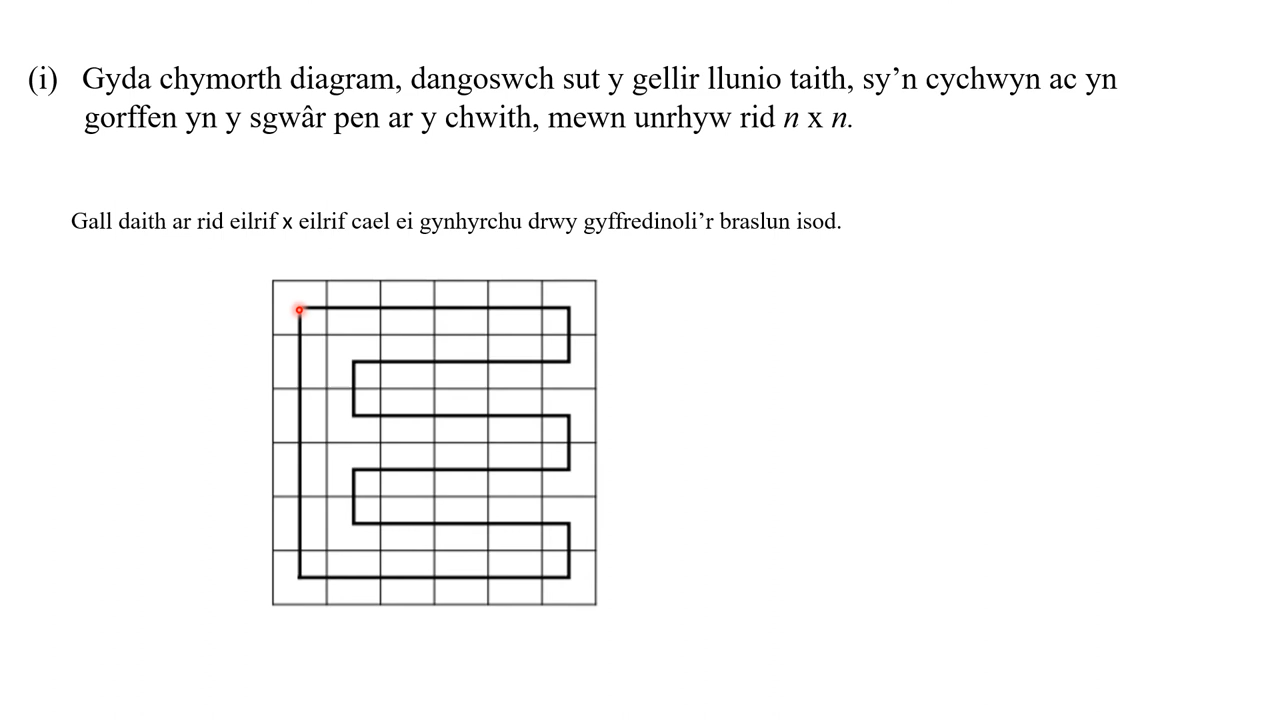 (i) Gyda chymorth diagram, dangoswch sut y gellir llunio taith, sy’n cychwyn ac yn
gorffen yn y sgwâr pen ar y chwith, mewn unrhyw rid n x n.
Gall daith ar rid eilrif x eilrif cael ei gynhyrchu drwy gyffredinoli’r braslun isod.